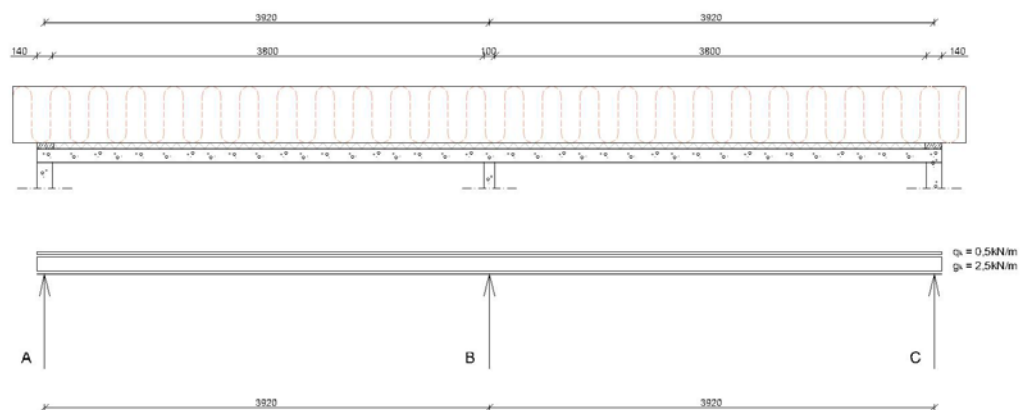 3920 3920
140 3800 100 3800 140
qₖ = 0,5kN/m
gₖ = 2,5kN/m
A B C
3920 3920